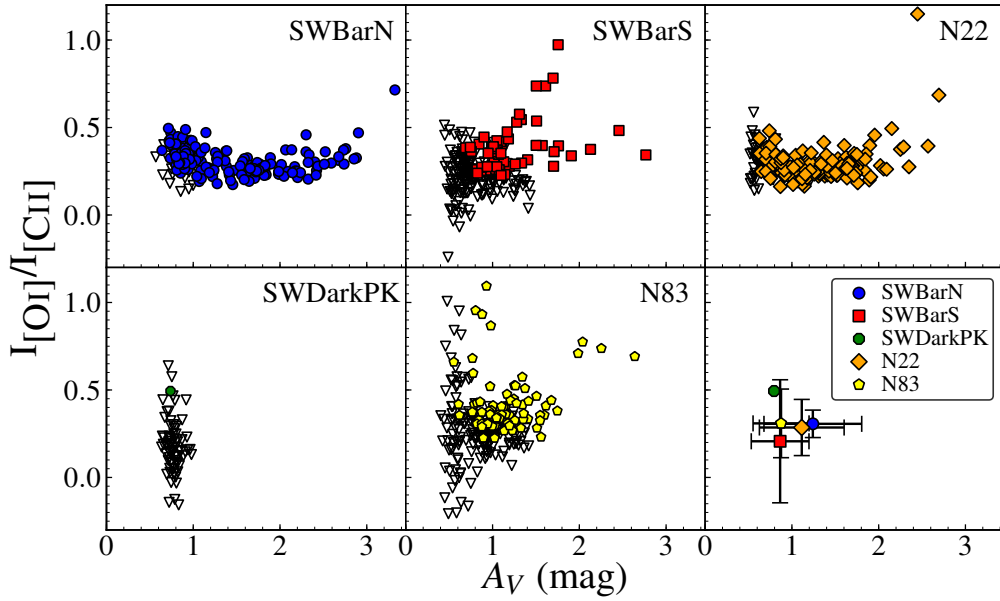 SWBarN
SWBarS
N22
1.0
0.5
0.0
SWDarkPK
N83
1.0
0.5
0.0
SWBarN
SWBarS
SWDarkPK
N22
N83
0 1 2 3
0 1 2 3
0 1 2 3
A_V (mag)
I_[OI]/I_[CII]